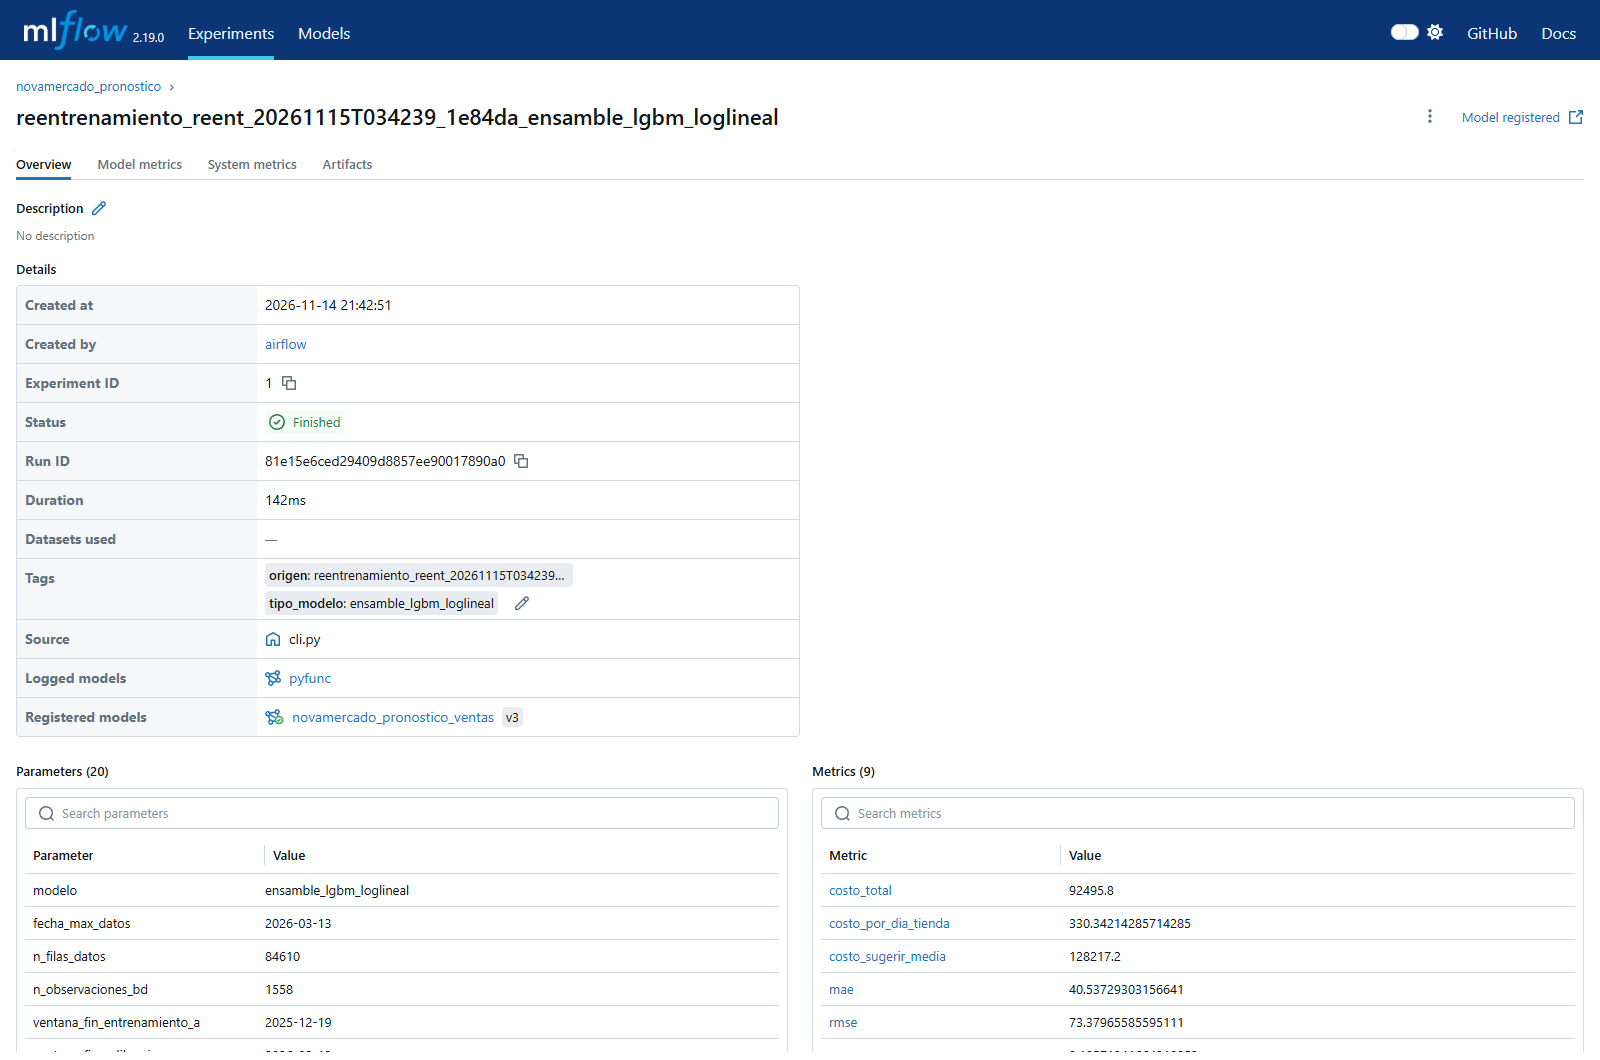 mlflow 2.19.0 Experiments Models GitHub Docs
novamercado_pronostico
reentrenamiento_reent_20261115T034239_1e84da_ensamble_lgbm_loglineal
Model registered
Overview Model metrics System metrics Artifacts
Description
No description
Details
Created at 2026-11-14 21:42:51
Created by airflow
Experiment ID 1
Status Finished
Run ID 81e15e6ced29409d8857ee90017890a0
Duration 142ms
Datasets used —
Tags origen: reentrenamiento_reent_20261115T034239...
tipo_modelo: ensamble_lgbm_loglineal
Source cli.py
Logged models pyfunc
Registered models novamercado_pronostico_ventas v3
Parameters (20)
Search parameters
Parameter Value
modelo ensamble_lgbm_loglineal
fecha_max_datos 2026-03-13
n_filas_datos 84610
n_observaciones_bd 1558
ventana_fin_entrenamiento_a 2025-12-19
Metrics (9)
Search metrics
Metric Value
costo_total 92495.8
costo_por_dia_tienda 330.34214285714285
costo_sugerir_media 128217.2
mae 40.53729303156641
rmse 73.37965585595111